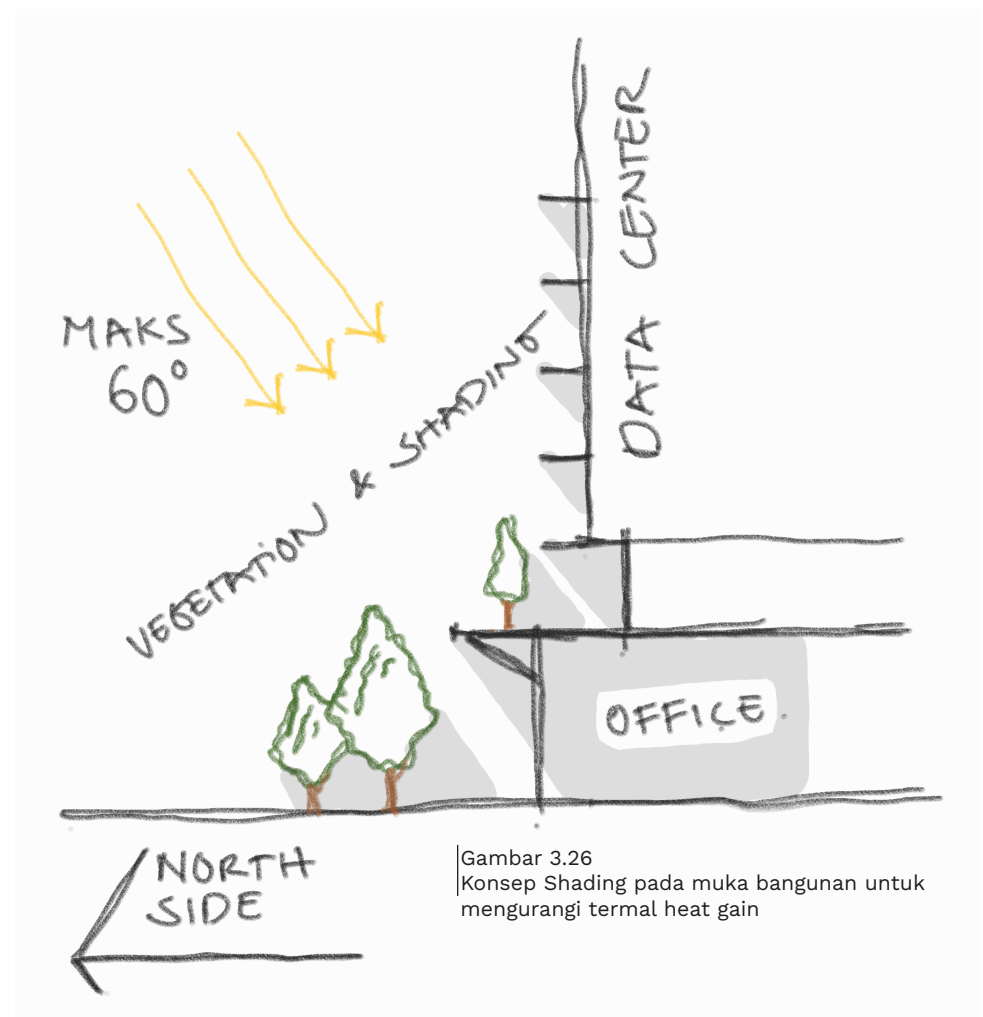 DATA CENTER
MAKS
60°
VEGETATION & SHADING
OFFICE
NORTH
SIDE
Gambar 3.26
Konsep Shading pada muka bangunan untuk
mengurangi termal heat gain